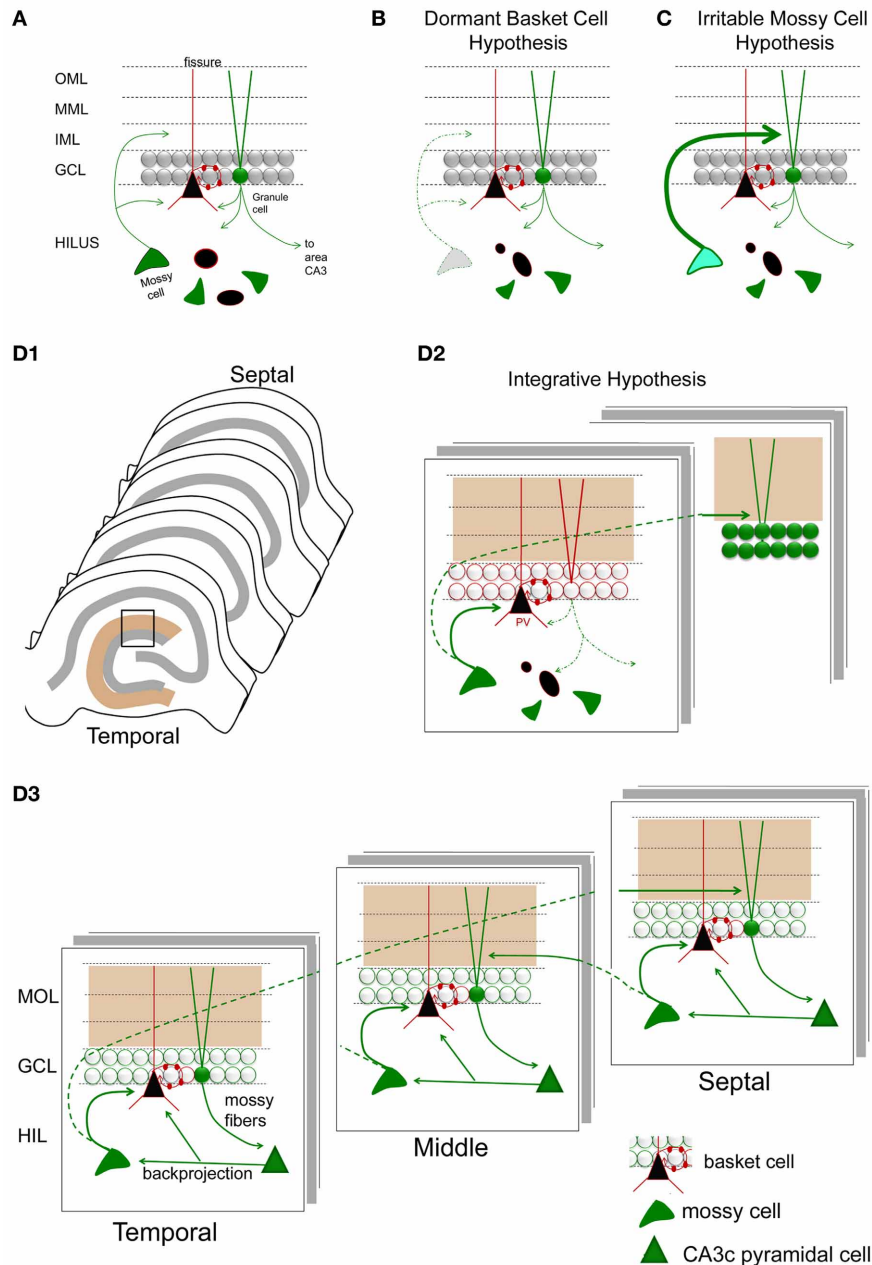 A
fissure
OML
MML
IML
GCL
Granule
cell
HILUS
Mossy
cell
to
area
CA3
B
Dormant Basket Cell
Hypothesis
C
Irritable Mossy Cell
Hypothesis
D1
Septal
Temporal
D2
Integrative Hypothesis
PV
D3
MOL
GCL
HIL
mossy
fibers
backprojection
Temporal
Middle
Septal
basket cell
mossy cell
CA3c pyramidal cell